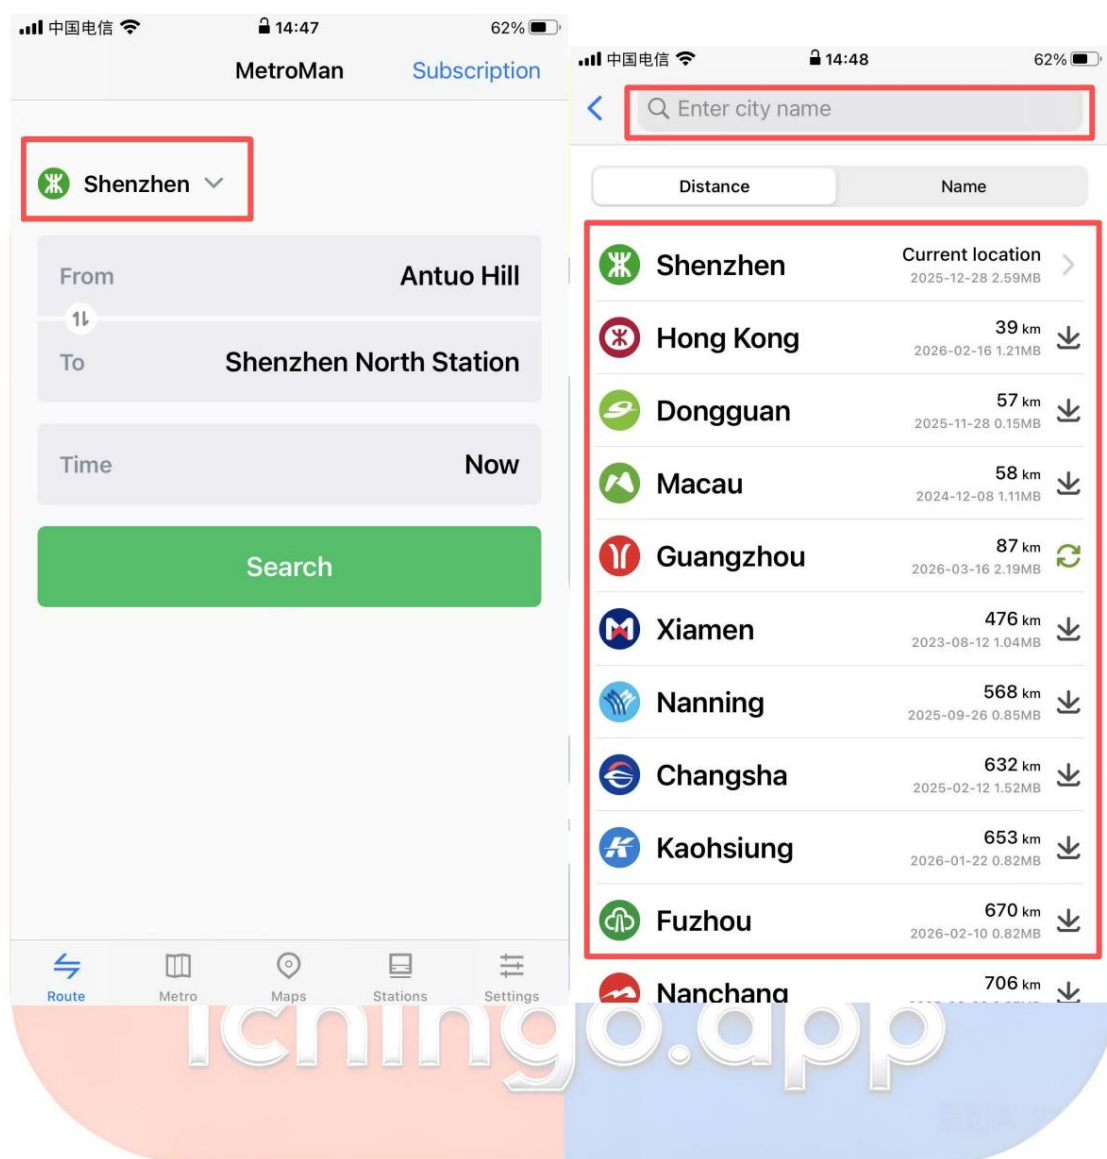 中国电信 14:47 62%
MetroMan Subscription
Shenzhen
From Antuo Hill
To Shenzhen North Station
Time Now
Search
Route Metro Maps Stations Settings
中国电信 14:48 62%
Enter city name
Distance Name
Shenzhen Current location
2025-12-28 2.59MB
Hong Kong 39 km
2026-02-16 1.21MB
Dongguan 57 km
2025-11-28 0.15MB
Macau 58 km
2024-12-08 1.11MB
Guangzhou 87 km
2026-03-16 2.19MB
Xiamen 476 km
2023-08-12 1.04MB
Nanning 568 km
2025-09-26 0.85MB
Changsha 632 km
2025-02-12 1.52MB
Kaohsiung 653 km
2026-01-22 0.82MB
Fuzhou 670 km
2026-02-10 0.82MB
Nanchang 706 km
ichingo.app